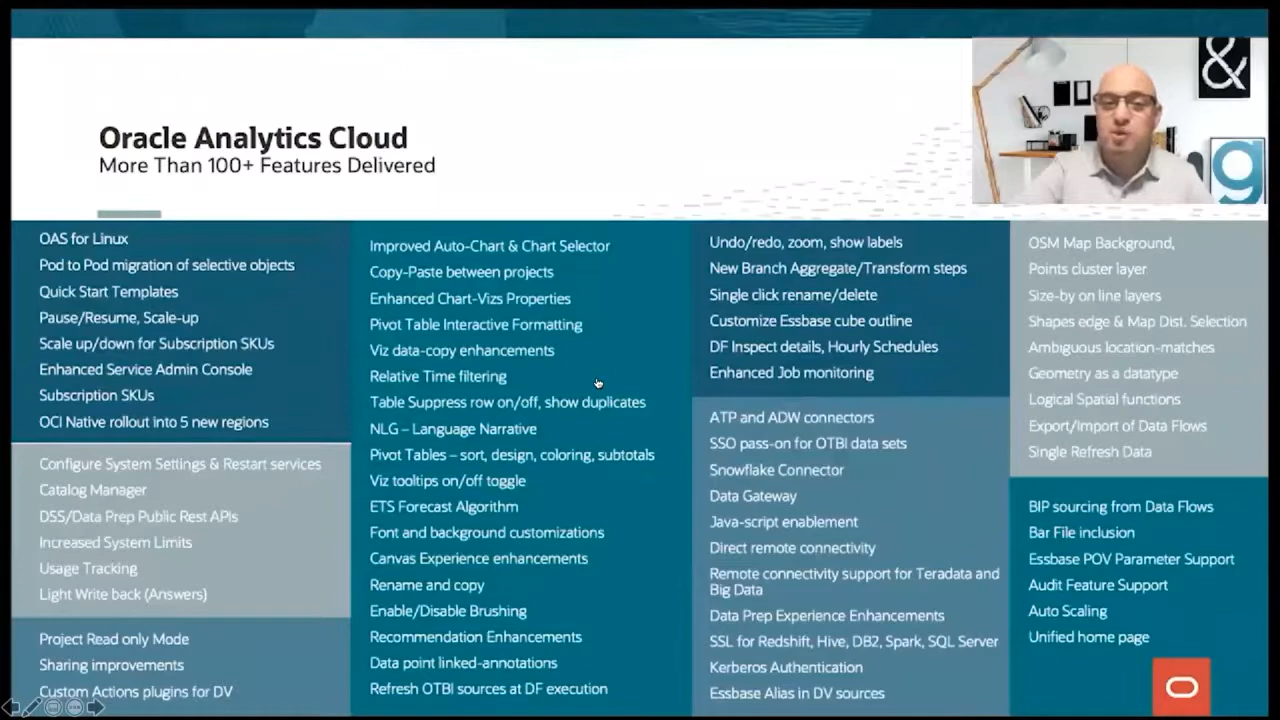 Oracle Analytics Cloud
More Than 100+ Features Delivered
&
g
OAS for Linux
Pod to Pod migration of selective objects
Quick Start Templates
Pause/Resume, Scale-up
Scale up/down for Subscription SKUs
Enhanced Service Admin Console
Subscription SKUs
OCI Native rollout into 5 new regions
Configure System Settings & Restart services
Catalog Manager
DSS/Data Prep Public Rest APIs
Increased System Limits
Usage Tracking
Light Write back (Answers)
Project Read only Mode
Sharing improvements
Custom Actions plugins for DV
Improved Auto-Chart & Chart Selector
Copy-Paste between projects
Enhanced Chart-Vizs Properties
Pivot Table Interactive Formatting
Viz data-copy enhancements
Relative Time filtering
Table Suppress row on/off, show duplicates
NLG – Language Narrative
Pivot Tables – sort, design, coloring, subtotals
Viz tooltips on/off toggle
ETS Forecast Algorithm
Font and background customizations
Canvas Experience enhancements
Rename and copy
Enable/Disable Brushing
Recommendation Enhancements
Data point linked-annotations
Refresh OTBI sources at DF execution
Undo/redo, zoom, show labels
New Branch Aggregate/Transform steps
Single click rename/delete
Customize Essbase cube outline
DF Inspect details, Hourly Schedules
Enhanced Job monitoring
ATP and ADW connectors
SSO pass-on for OTBI data sets
Snowflake Connector
Data Gateway
Java-script enablement
Direct remote connectivity
Remote connectivity support for Teradata and
Big Data
Data Prep Experience Enhancements
SSL for Redshift, Hive, DB2, Spark, SQL Server
Kerberos Authentication
Essbase Alias in DV sources
OSM Map Background,
Points cluster layer
Size-by on line layers
Shapes edge & Map Dist. Selection
Ambiguous location-matches
Geometry as a datatype
Logical Spatial functions
Export/Import of Data Flows
Single Refresh Data
BIP sourcing from Data Flows
Bar File inclusion
Essbase POV Parameter Support
Audit Feature Support
Auto Scaling
Unified home page